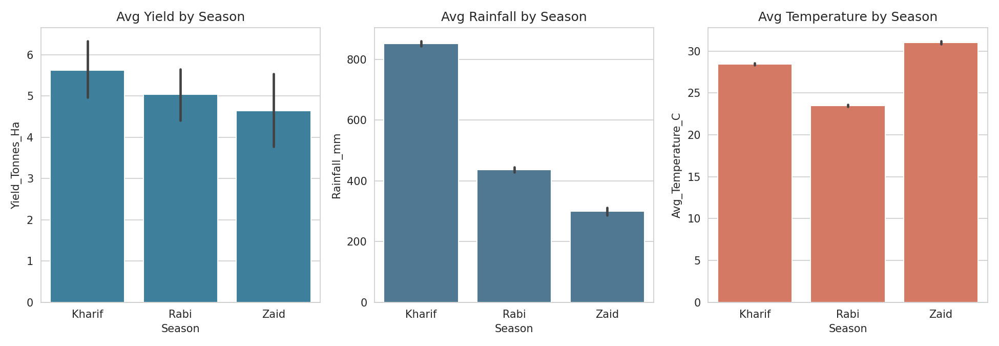 Avg Yield by Season
6
5
4
3
2
1
0
Yield_Tonnes_Ha
Kharif Rabi Zaid
Season
Avg Rainfall by Season
800
600
400
200
0
Rainfall_mm
Kharif Rabi Zaid
Season
Avg Temperature by Season
30
25
20
15
10
5
0
Avg_Temperature_C
Kharif Rabi Zaid
Season